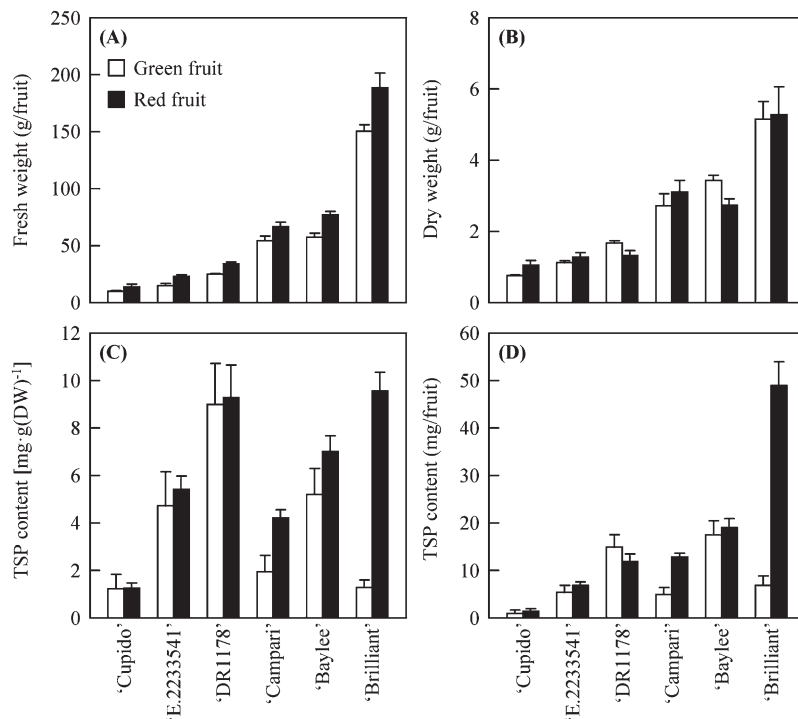 (A)
Green fruit
Red fruit
Fresh weight (g/fruit)
250
200
150
100
50
0
(B)
Dry weight (g/fruit)
8
6
4
2
0
(C)
TSP content [mg·g(DW)⁻¹]
12
10
8
6
4
2
0
‘Cupido’
‘E.2233541’
‘DR1178’
‘Campari’
‘Baylee’
‘Brilliant’
(D)
TSP content (mg/fruit)
60
50
40
30
20
10
0
‘Cupido’
‘E.2233541’
‘DR1178’
‘Campari’
‘Baylee’
‘Brilliant’